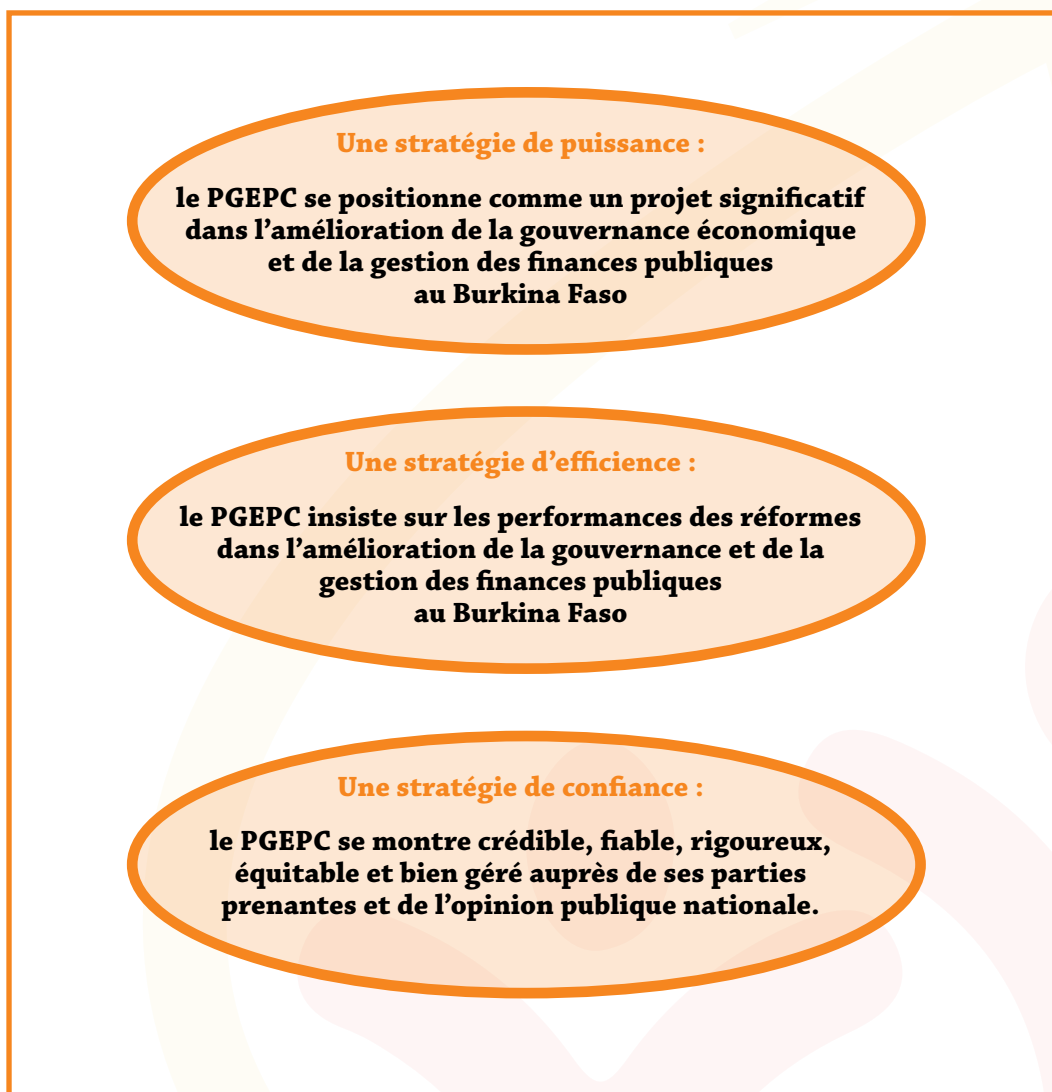 Une stratégie de puissance :
le PGEPC se positionne comme un projet significatif
dans l’amélioration de la gouvernance économique
et de la gestion des finances publiques
au Burkina Faso
Une stratégie d’efficience :
le PGEPC insiste sur les performances des réformes
dans l’amélioration de la gouvernance et de la
gestion des finances publiques
au Burkina Faso
Une stratégie de confiance :
le PGEPC se montre crédible, fiable, rigoureux,
équitable et bien géré auprès de ses parties
prenantes et de l’opinion publique nationale.